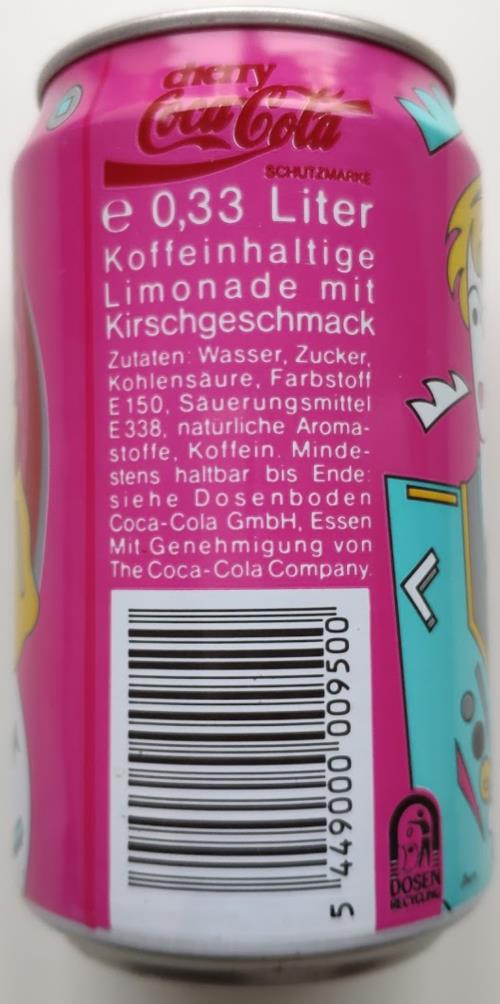 cherry
Coca-Cola
SCHUTZMARKE
e 0,33 Liter
Koffeinhaltige
Limonade mit
Kirschgeschmack
Zutaten: Wasser, Zucker,
Kohlensäure, Farbstoff
E 150, Säuerungsmittel
E 338, natürliche Aroma-
stoffe, Koffein. Minde-
stens haltbar bis Ende:
siehe Dosenboden
Coca-Cola GmbH, Essen
Mit Genehmigung von
The Coca-Cola Company.
5 449000 009500
DOSEN
RECYCLING